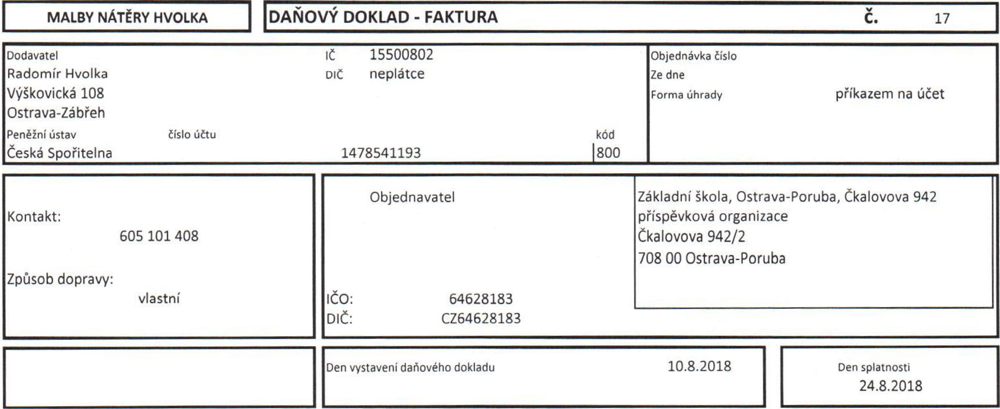 MALBY NÁTĚRY HVOLKA
DAŇOVÝ DOKLAD - FAKTURA č. 17
Dodavatel IČ 15500802
Radomír Hvolka DIČ neplátce
Výškovická 108
Ostrava-Zábřeh
Peněžní ústav číslo účtu kód
Česká Spořitelna 1478541193 800
Objednávka číslo
Ze dne
Forma úhrady příkazem na účet
Kontakt:
605 101 408
Způsob dopravy:
vlastní
Objednavatel
Základní škola, Ostrava-Poruba, Čkalovova 942
příspěvková organizace
Čkalovova 942/2
708 00 Ostrava-Poruba
IČO: 64628183
DIČ: CZ64628183
Den vystavení daňového dokladu 10.8.2018
Den splatnosti
24.8.2018